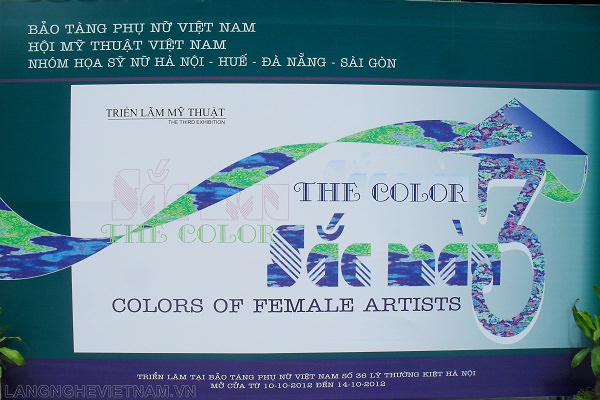 BẢO TÀNG PHỤ NỮ VIỆT NAM
HỘI MỸ THUẬT VIỆT NAM
NHÓM HỌA SỸ NỮ HÀ NỘI - HUẾ - ĐÀ NẴNG - SÀI GÒN
TRIỂN LÃM MỸ THUẬT
THE THIRD EXHIBITION
Sắc màu
THE COLOR
THE COLOR
Sắc màu 3
COLORS OF FEMALE ARTISTS
TRIỂN LÃM TẠI BẢO TÀNG PHỤ NỮ VIỆT NAM SỐ 36 LÝ THƯỜNG KIỆT HÀ NỘI
MỞ CỬA TỪ 10-10-2012 ĐẾN 14-10-2012
LANGNGHEVIETNAM.VN